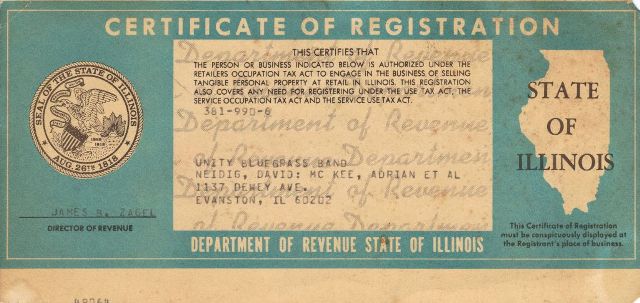 CERTIFICATE OF REGISTRATION
THIS CERTIFIES THAT
THE PERSON OR BUSINESS INDICATED BELOW IS AUTHORIZED UNDER THE
RETAILERS OCCUPATION TAX ACT TO ENGAGE IN THE BUSINESS OF SELLING
TANGIBLE PERSONAL PROPERTY AT RETAIL IN ILLINOIS. THIS REGISTRATION
ALSO COVERS ANY NEED FOR REGISTERING UNDER THE USE TAX ACT, THE
SERVICE OCCUPATION TAX ACT AND THE SERVICE USE TAX ACT.
381-990-6
Department of Revenue
UNITY BLUEGRASS BAND
NEIDIG, DAVID: MC KEE, ADRIAN ET AL
1137 DEWEY AVE.
EVANSTON, IL 60202
SEAL OF THE STATE OF ILLINOIS
AUG. 26TH 1818
JAMES B. ZAGEL
DIRECTOR OF REVENUE
STATE
OF
ILLINOIS
This Certificate of Registration
must be conspicuously displayed at
the Registrant's place of business.
DEPARTMENT OF REVENUE STATE OF ILLINOIS